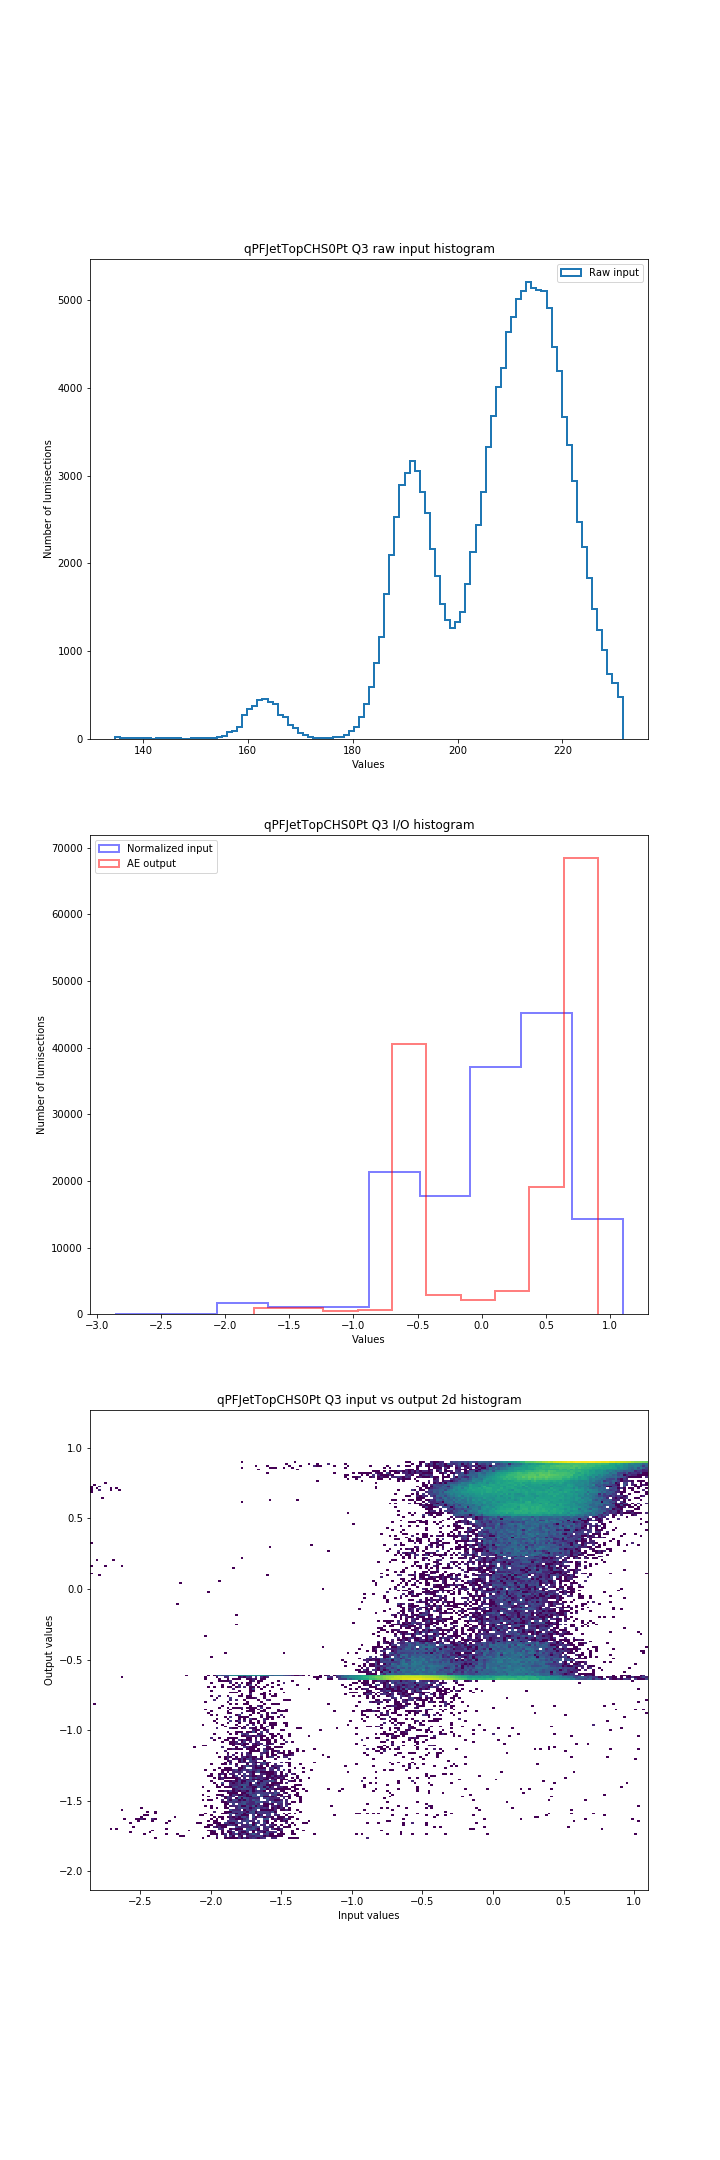 qPFJetTopCHS0Pt Q3 raw input histogram
Raw input
5000
4000
3000
2000
1000
0
Number of lumisections
140 160 180 200 220
Values
qPFJetTopCHS0Pt Q3 I/O histogram
Normalized input
AE output
70000
60000
50000
40000
30000
20000
10000
0
Number of lumisections
−3.0 −2.5 −2.0 −1.5 −1.0 −0.5 0.0 0.5 1.0
Values
qPFJetTopCHS0Pt Q3 input vs output 2d histogram
1.0
0.5
0.0
−0.5
−1.0
−1.5
−2.0
Output values
−2.5 −2.0 −1.5 −1.0 −0.5 0.0 0.5 1.0
Input values